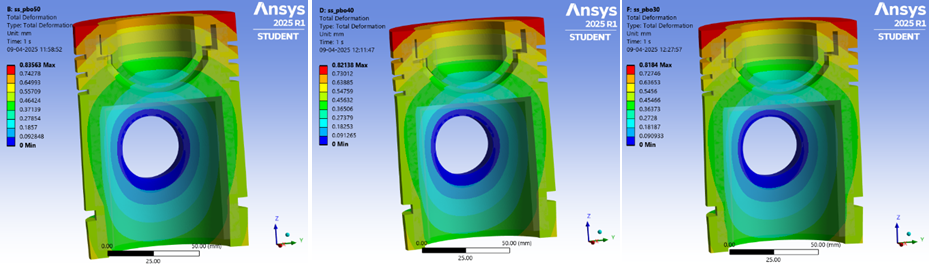 B: ss_pbo50
Total Deformation
Type: Total Deformation
Unit: mm
Time: 1 s
09-04-2025 11:58:52
0.83563 Max
0.74278
0.64993
0.55709
0.46424
0.37139
0.27854
0.1857
0.092848
0 Min
Ansys
2025 R1
STUDENT
Z
Y
0.00
50.00 (mm)
25.00
D: ss_pbo40
Total Deformation
Type: Total Deformation
Unit: mm
Time: 1 s
09-04-2025 12:11:47
0.82138 Max
0.73012
0.63885
0.54759
0.45632
0.36506
0.27379
0.18253
0.091265
0 Min
Ansys
2025 R1
STUDENT
Z
Y
0.00
50.00 (mm)
25.00
F: ss_pbo30
Total Deformation
Type: Total Deformation
Unit: mm
Time: 1 s
09-04-2025 12:27:57
0.8184 Max
0.72746
0.63653
0.5456
0.45466
0.36373
0.2728
0.18187
0.090933
0 Min
Ansys
2025 R1
STUDENT
Z
Y
0.00
50.00 (mm)
25.00